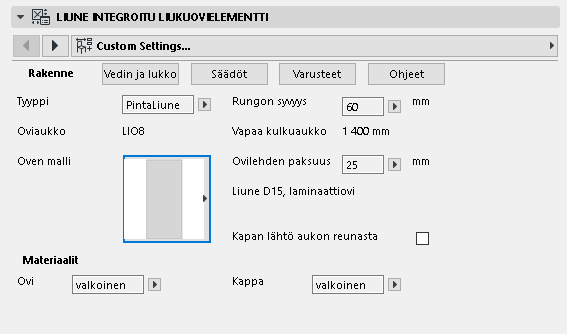 LIUNE INTEGROITU LIUKUOVIELEMENTTI
Custom Settings...
Rakenne Vedin ja lukko Säädöt Varusteet Ohjeet
Tyyppi PintaLiune Rungon syvyys 60 mm
Oviaukko LIO8 Vapaa kulkuaukko 1 400 mm
Oven malli Ovilehden paksuus 25 mm
Liune D15, laminaattiovi
Kapan lähtö aukon reunasta
Materiaalit
Ovi valkoinen Kappa valkoinen